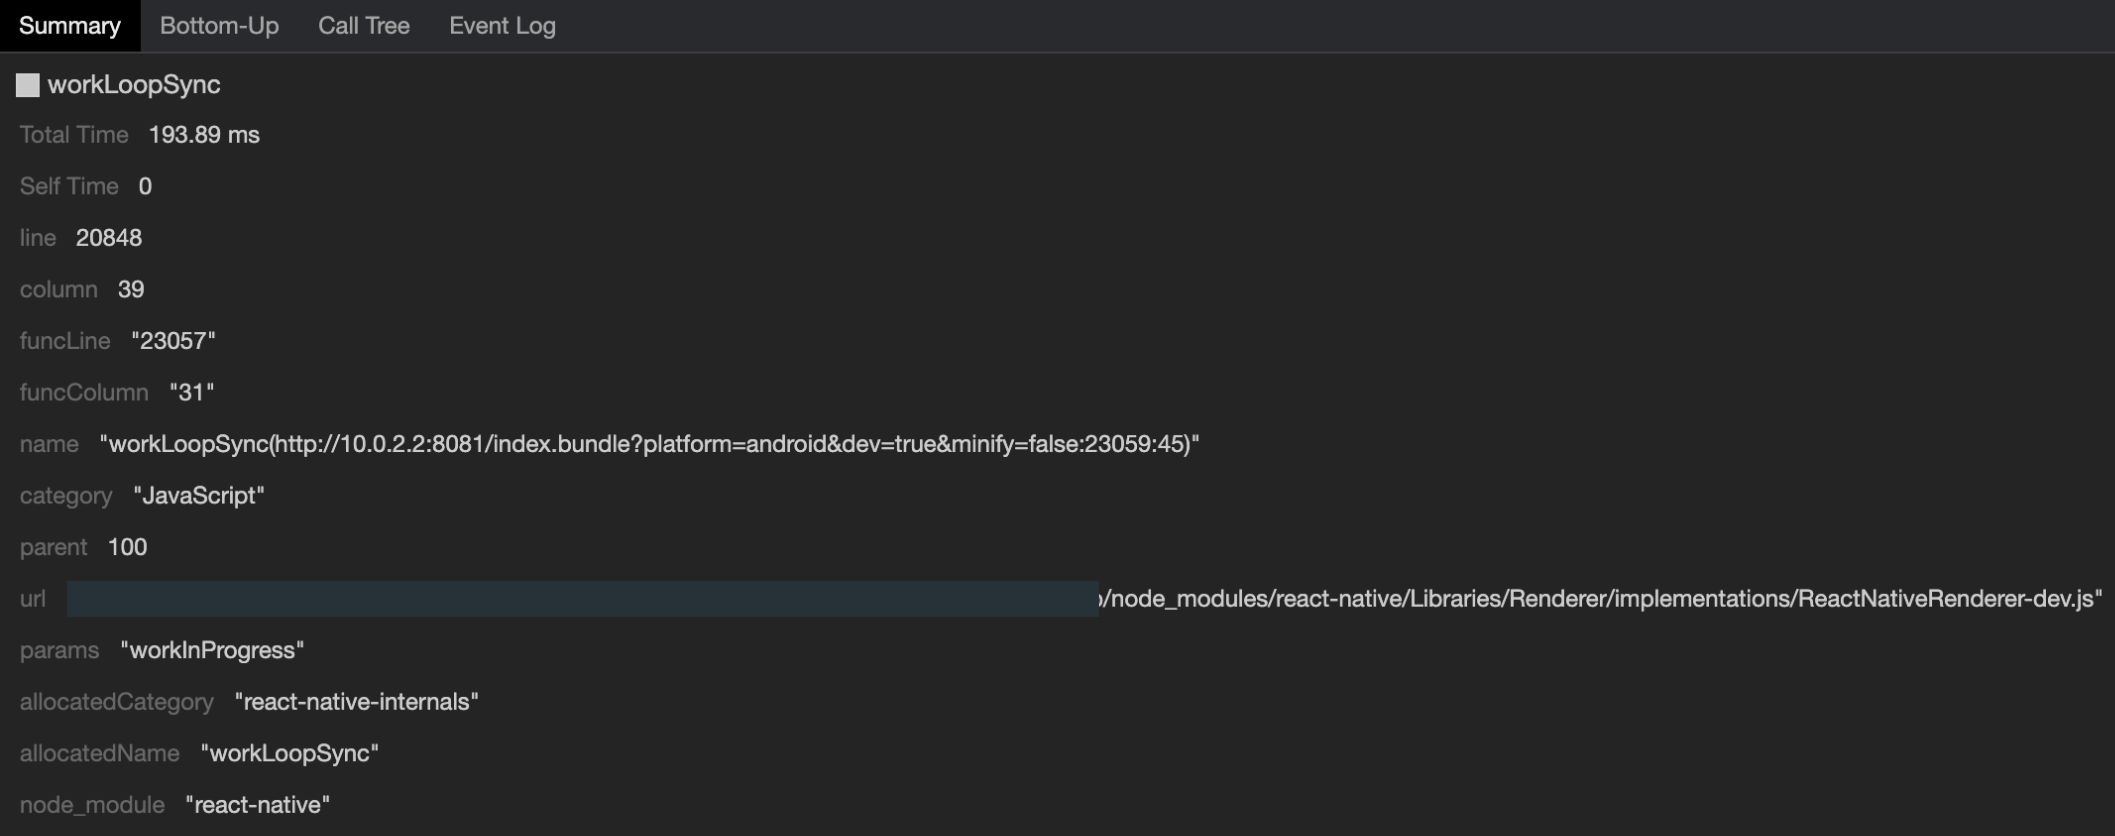 Summary Bottom-Up Call Tree Event Log
workLoopSync
Total Time 193.89 ms
Self Time 0
line 20848
column 39
funcLine "23057"
funcColumn "31"
name "workLoopSync(http://10.0.2.2:8081/index.bundle?platform=android&dev=true&minify=false:23059:45)"
category "JavaScript"
parent 100
url /node_modules/react-native/Libraries/Renderer/implementations/ReactNativeRenderer-dev.js"
params "workInProgress"
allocatedCategory "react-native-internals"
allocatedName "workLoopSync"
node_module "react-native"